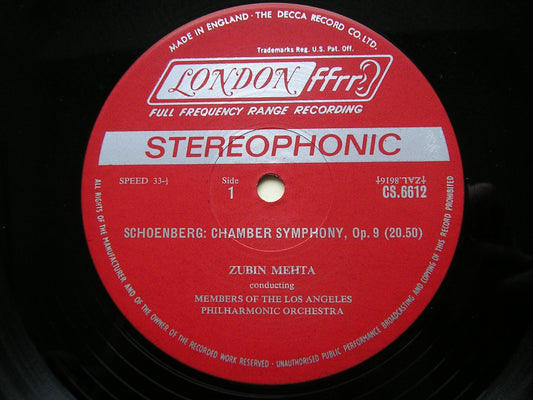 MADE IN ENGLAND · THE DECCA RECORD CO. LTD.
Trademarks Reg. U.S. Pat. Off.
LONDON ffrr
FULL FREQUENCY RANGE RECORDING
STEREOPHONIC
SPEED 33⅓
Side
1
‡ZAL.8616‡
CS.6612
SCHOENBERG: CHAMBER SYMPHONY, Op. 9 (20.50)
ZUBIN MEHTA
conducting
MEMBERS OF THE LOS ANGELES
PHILHARMONIC ORCHESTRA
ALL RIGHTS OF THE MANUFACTURER AND OF THE OWNER OF THE RECORDED WORK RESERVED · UNAUTHORISED PUBLIC PERFORMANCE BROADCASTING AND COPYING OF THIS RECORD PROHIBITED